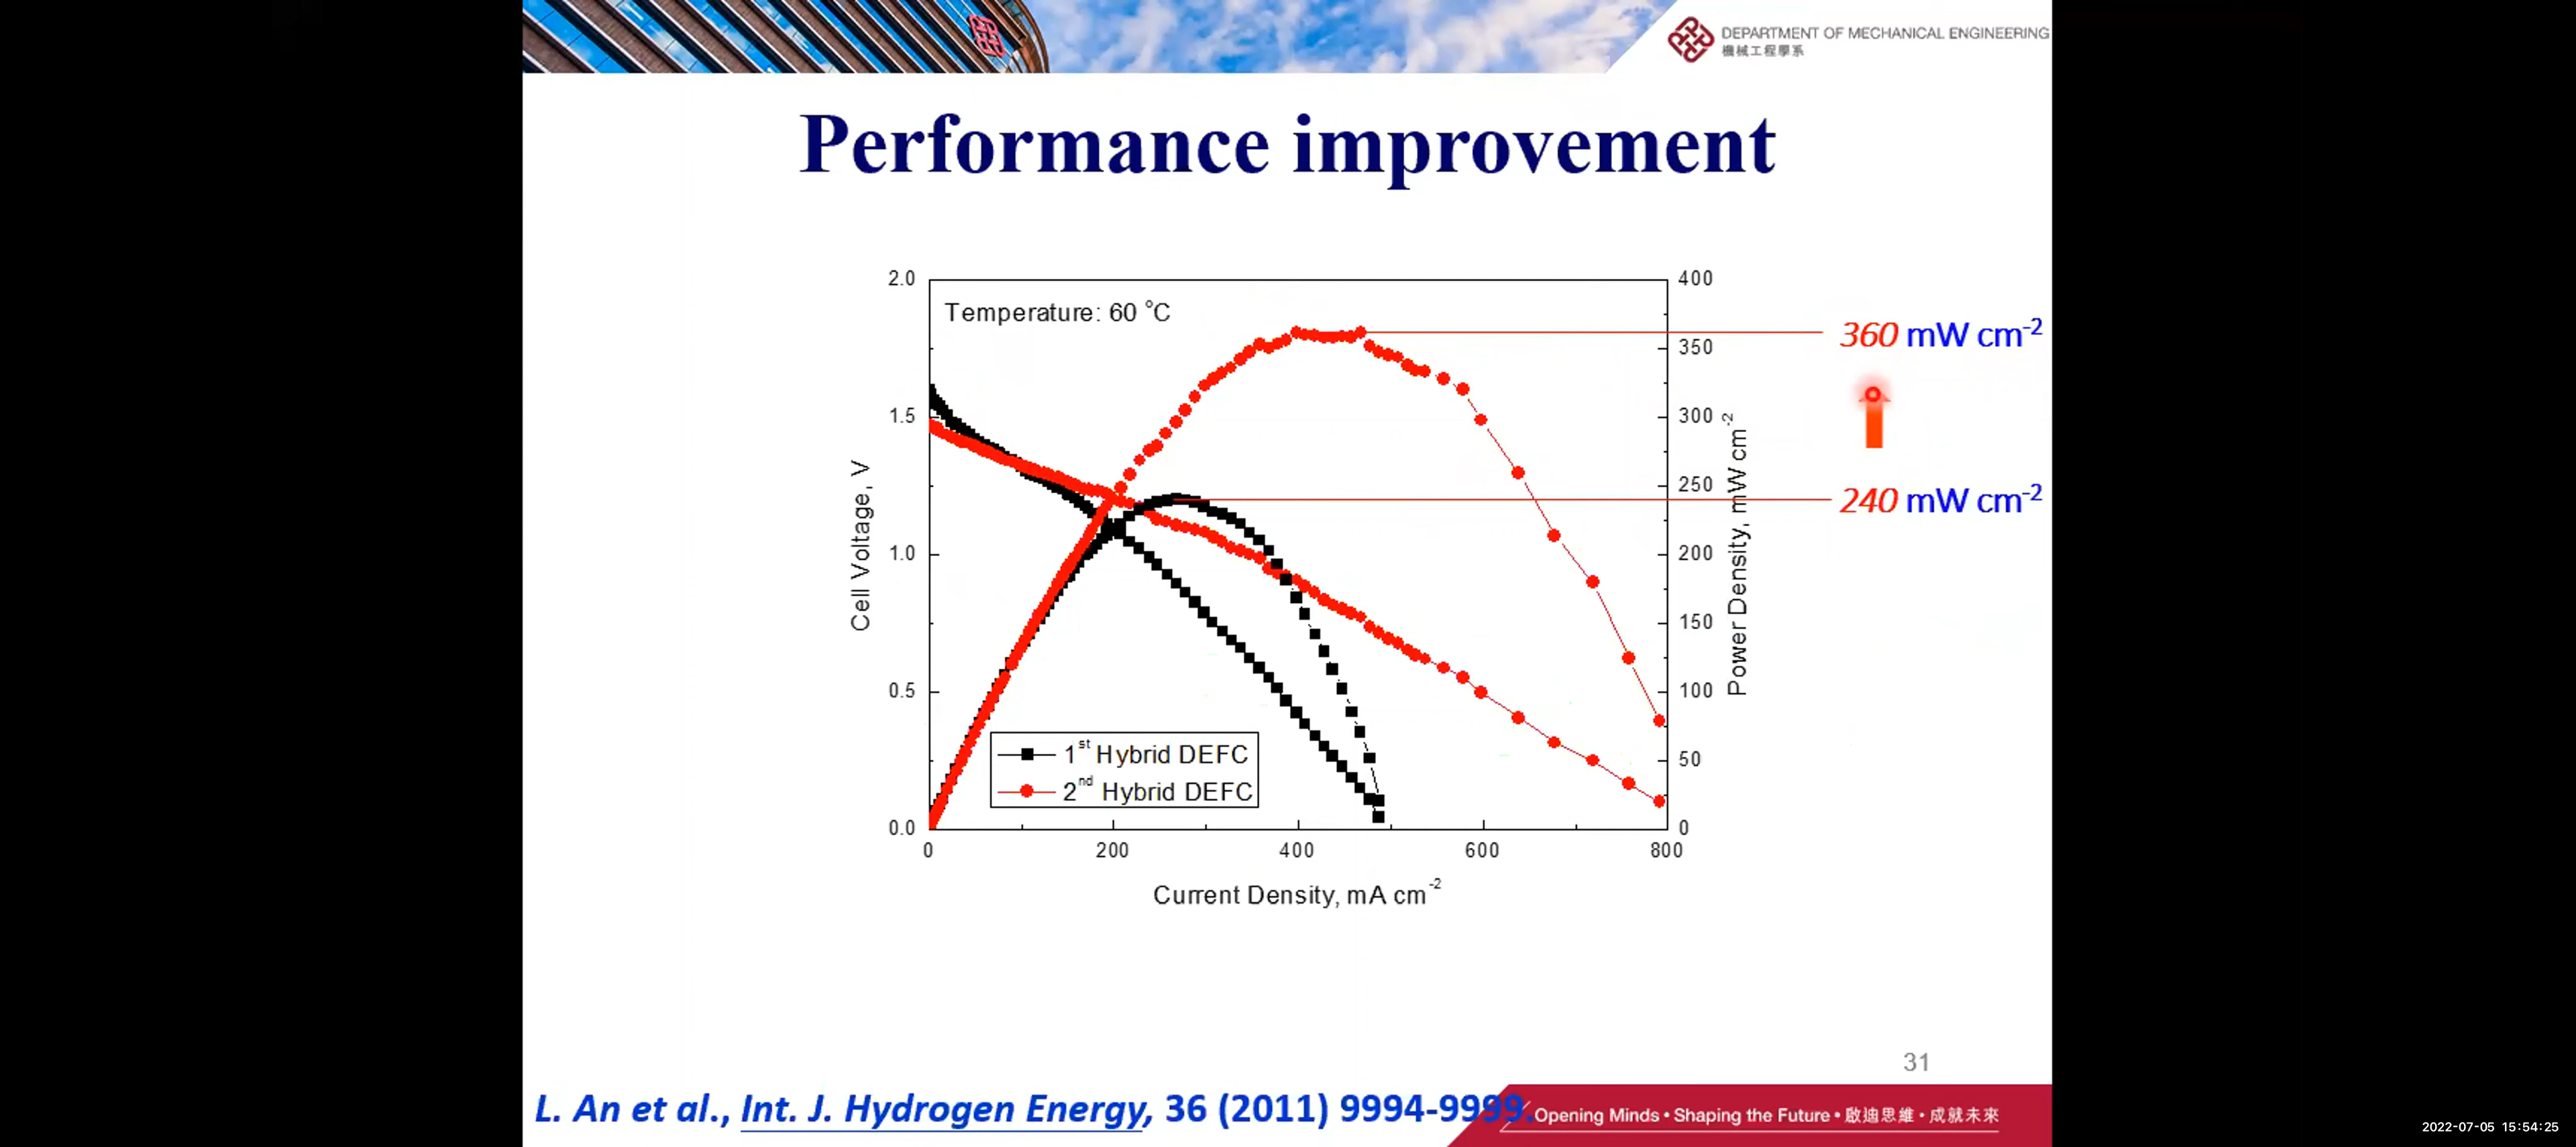 DEPARTMENT OF MECHANICAL ENGINEERING
機械工程學系
Performance improvement
Temperature: 60 °C
2.0
1.5
1.0
0.5
0.0
Cell Voltage, V
400
350
300
250
200
150
100
50
0
Power Density, mW cm⁻²
360 mW cm⁻²
240 mW cm⁻²
1ˢᵗ Hybrid DEFC
2ⁿᵈ Hybrid DEFC
0 200 400 600 800
Current Density, mA cm⁻²
31
L. An et al., Int. J. Hydrogen Energy, 36 (2011) 9994-9999.
Opening Minds • Shaping the Future • 啟迪思維 • 成就未來
2022-07-05 15:54:25